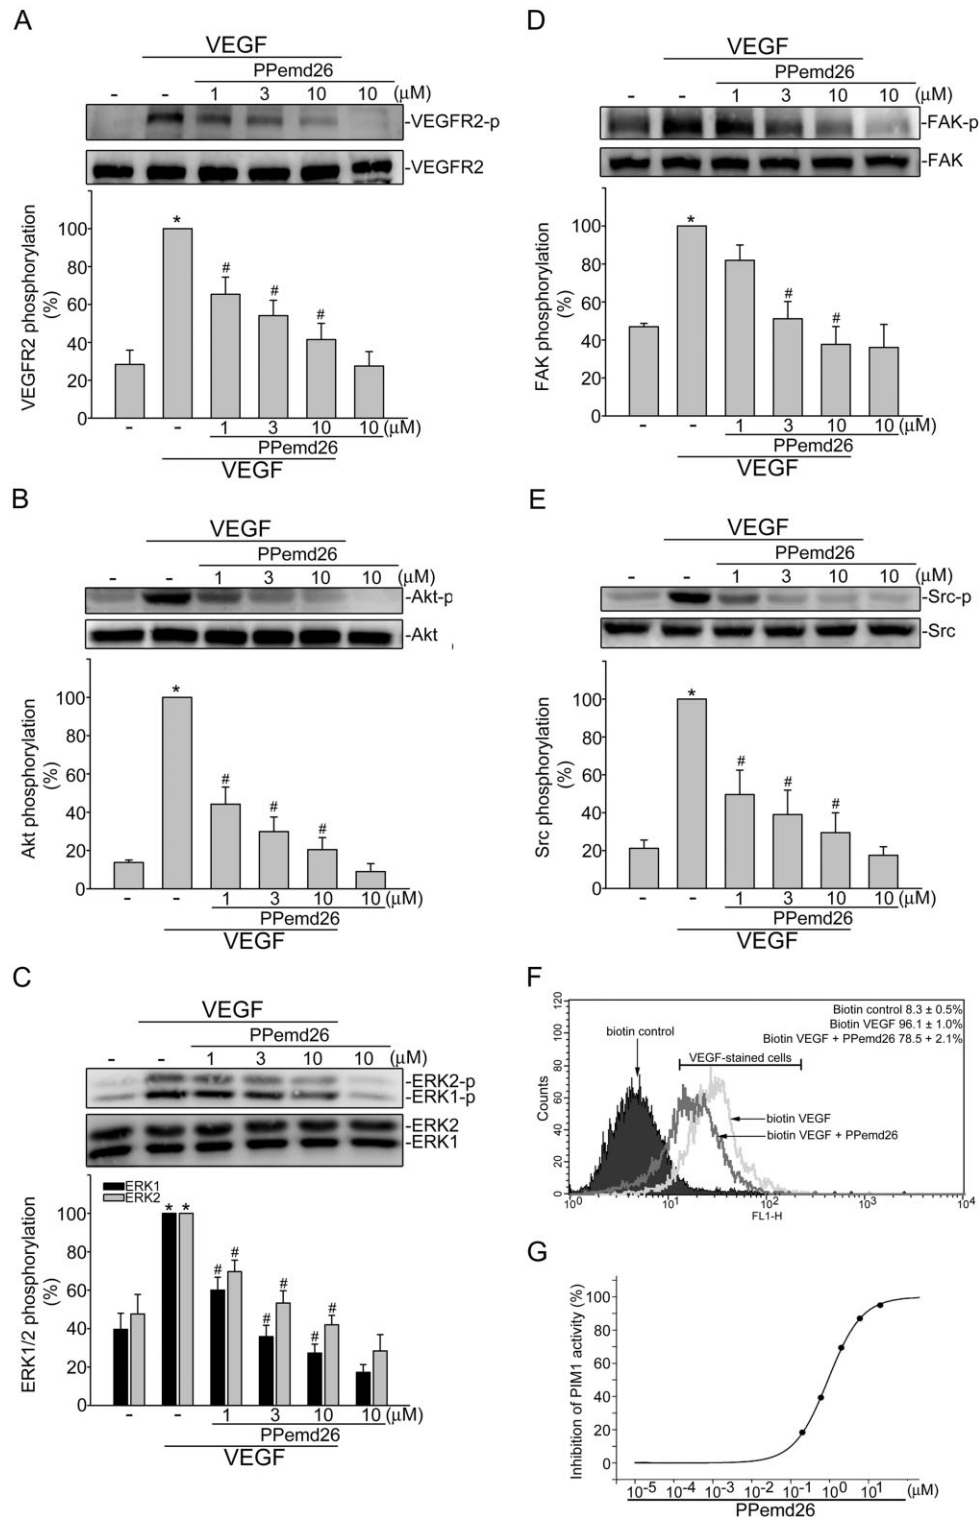 A
VEGF
PPemd26
- - 1 3 10 10 (μM)
-VEGFR2-p
-VEGFR2
VEGFR2 phosphorylation
(%)
100
80
60
40
20
0
*
#
#
#
- - 1 3 10 10 (μM)
PPemd26
VEGF
D
VEGF
PPemd26
- - 1 3 10 10 (μM)
-FAK-p
-FAK
FAK phosphorylation
(%)
100
80
60
40
20
0
*
#
#
- - 1 3 10 10 (μM)
PPemd26
VEGF
B
VEGF
PPemd26
- - 1 3 10 10 (μM)
-Akt-p
-Akt
Akt phosphorylation
(%)
100
80
60
40
20
0
*
#
#
#
- - 1 3 10 10 (μM)
PPemd26
VEGF
E
VEGF
PPemd26
- - 1 3 10 10 (μM)
-Src-p
-Src
Src phosphorylation
(%)
100
80
60
40
20
0
*
#
#
#
- - 1 3 10 10 (μM)
PPemd26
VEGF
C
VEGF
PPemd26
- - 1 3 10 10 (μM)
-ERK2-p
-ERK1-p
-ERK2
-ERK1
ERK1/2 phosphorylation
(%)
ERK1
ERK2
100
80
60
40
20
0
* *
# #
# #
# #
- - 1 3 10 10 (μM)
PPemd26
VEGF
F
Biotin control 8.3 ± 0.5%
Biotin VEGF 96.1 ± 1.0%
Biotin VEGF + PPemd26 78.5 + 2.1%
biotin control
VEGF-stained cells
biotin VEGF
biotin VEGF + PPemd26
Counts
120
100
80
60
40
20
0
10⁰ 10¹ 10² 10³ 10⁴
FL1-H
G
Inhibition of PIM1 activity (%)
100
80
60
40
20
0
10⁻⁵ 10⁻⁴ 10⁻³ 10⁻² 10⁻¹ 10⁰ 10¹ (μM)
PPemd26